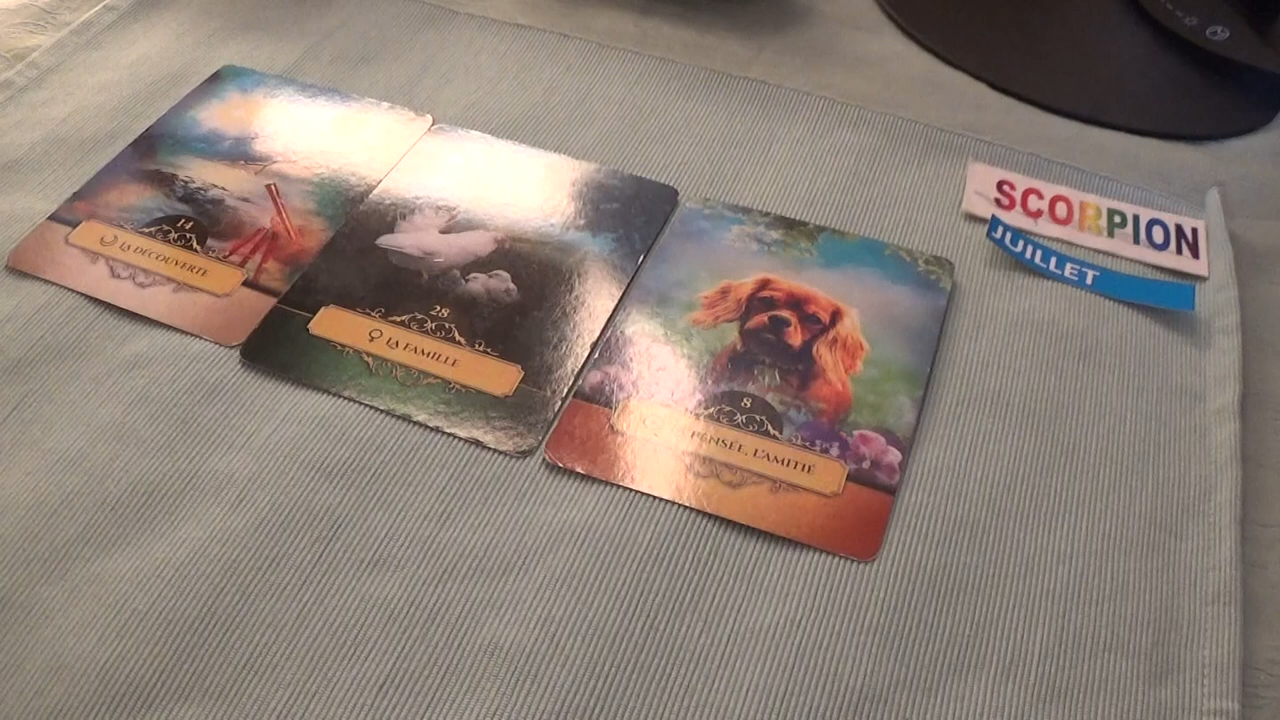 14
LA DÉCOUVERTE
28
LA FAMILLE
8
PENSÉE, L'AMITIÉ
SCORPION
JUILLET